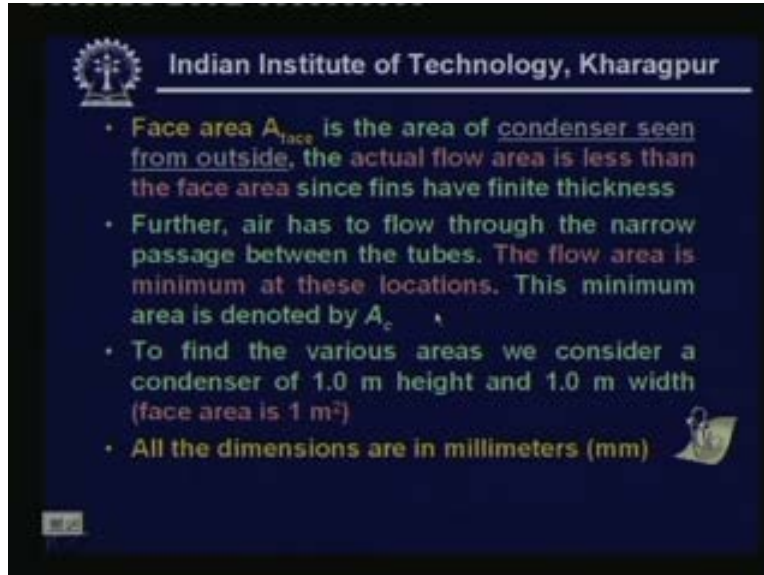 Indian Institute of Technology, Kharagpur
• Face area A_face is the area of condenser seen
from outside, the actual flow area is less than
the face area since fins have finite thickness
• Further, air has to flow through the narrow
passage between the tubes. The flow area is
minimum at these locations. This minimum
area is denoted by A_c
• To find the various areas we consider a
condenser of 1.0 m height and 1.0 m width
(face area is 1 m²)
• All the dimensions are in millimeters (mm)